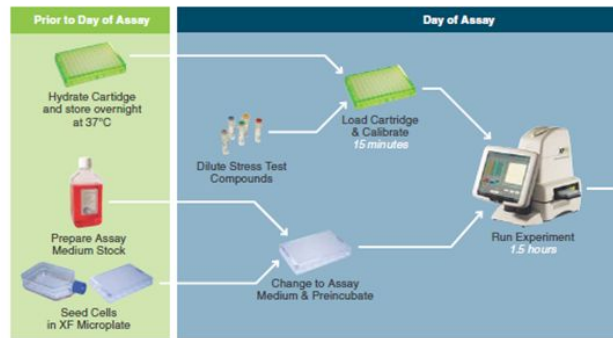 Prior to Day of Assay
Day of Assay
Hydrate Cartidge
and store overnight
at 37°C
Load Cartridge
& Calibrate
15 minutes
Dilute Stress Test
Compounds
Prepare Assay
Medium Stock
Run Experiment
1.5 hours
Change to Assay
Medium & Preincubate
Seed Cells
in XF Microplate